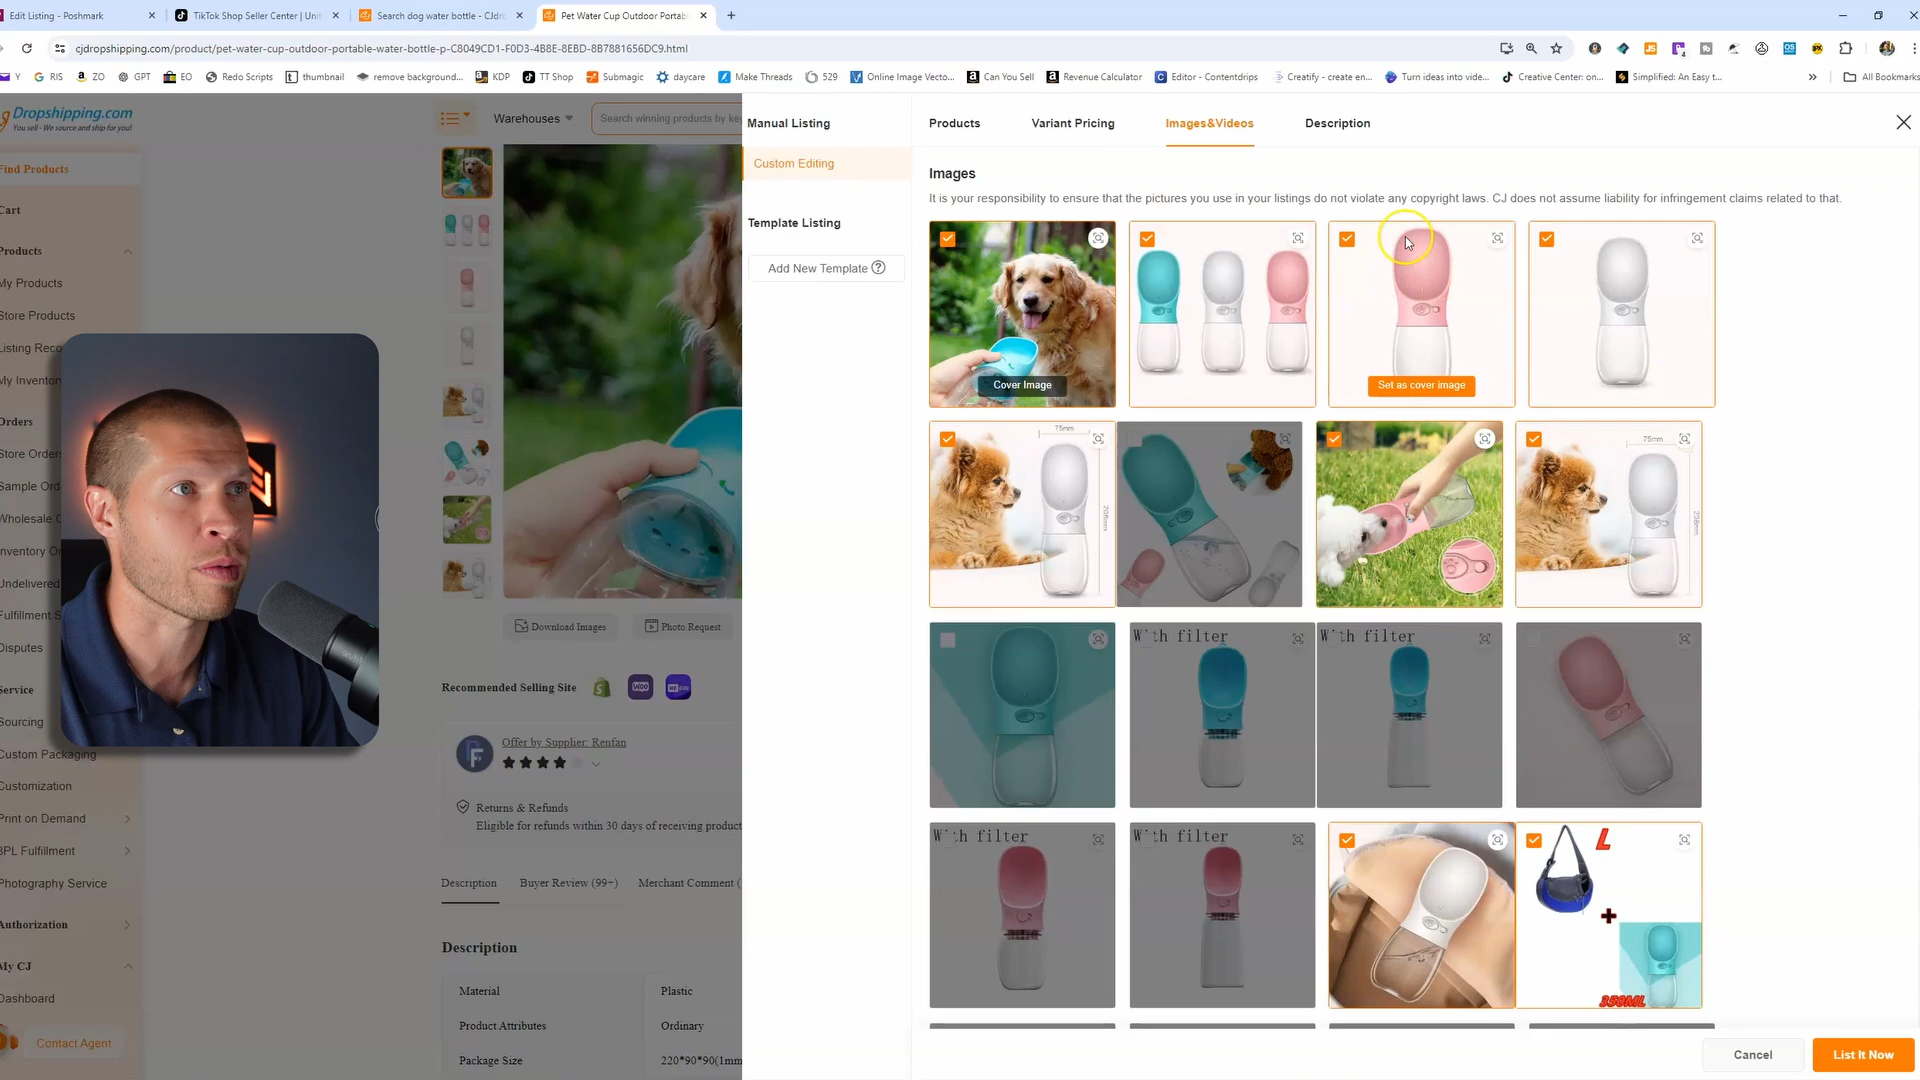 Edit Listing - Poshmark
TikTok Shop Seller Center | Unit
Search dog water bottle - CJdr
Pet Water Cup Outdoor Portab
cjdropshipping.com/product/pet-water-cup-outdoor-portable-water-bottle-p-C8049CD1-F0D3-4B8E-8EBD-8B7881656DC9.html
Y
RIS
ZO
GPT
EO
Redo Scripts
thumbnail
remove background...
KDP
TT Shop
Submagic
daycare
Make Threads
529
Online Image Vecto...
Can You Sell
Revenue Calculator
Editor - Contentdrips
Creatify - create en...
Turn ideas into vide...
Creative Center: on...
Simplified: An Easy t...
All Bookmarks
Dropshipping.com
You sell - We source and ship for you!
Warehouses
Search winning products by key
Find Products
Cart
Products
My Products
Store Products
Listing Reco
My Inventory
Orders
Store Orders
Sample Ord
Wholesale O
Inventory Or
Undelivered
Fulfillment S
Disputes
Service
Sourcing
Custom Packaging
Customization
Print on Demand
3PL Fulfillment
Photography Service
Authorization
My CJ
Dashboard
Contact Agent
Download Images
Photo Request
Recommended Selling Site
WOO
Offer by Supplier: Renfan
Returns & Refunds
Eligible for refunds within 30 days of receiving product
Description
Buyer Review (99+)
Merchant Comment (
Description
Material
Plastic
Product Attributes
Ordinary
Package Size
220*90*90(1mm
Manual Listing
Custom Editing
Template Listing
Add New Template
Products
Variant Pricing
Images&Videos
Description
Images
It is your responsibility to ensure that the pictures you use in your listings do not violate any copyright laws. CJ does not assume liability for infringement claims related to that.
Cover Image
Set as cover image
75mm
208mm
75mm
208mm
With filter
With filter
With filter
With filter
L
+
350ML
Cancel
List It Now